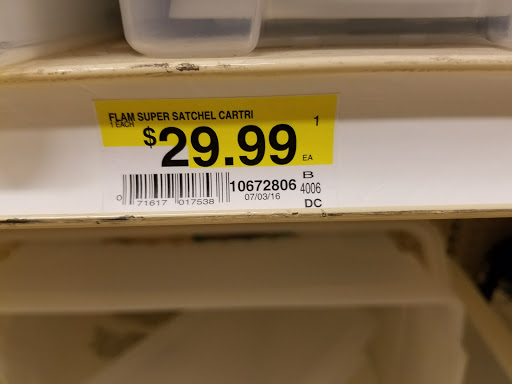 FLAM SUPER SATCHEL CARTRI
1 EACH
1
$29.99 EA
B
10672806 4006
0 71617 017538 07/03/16 DC